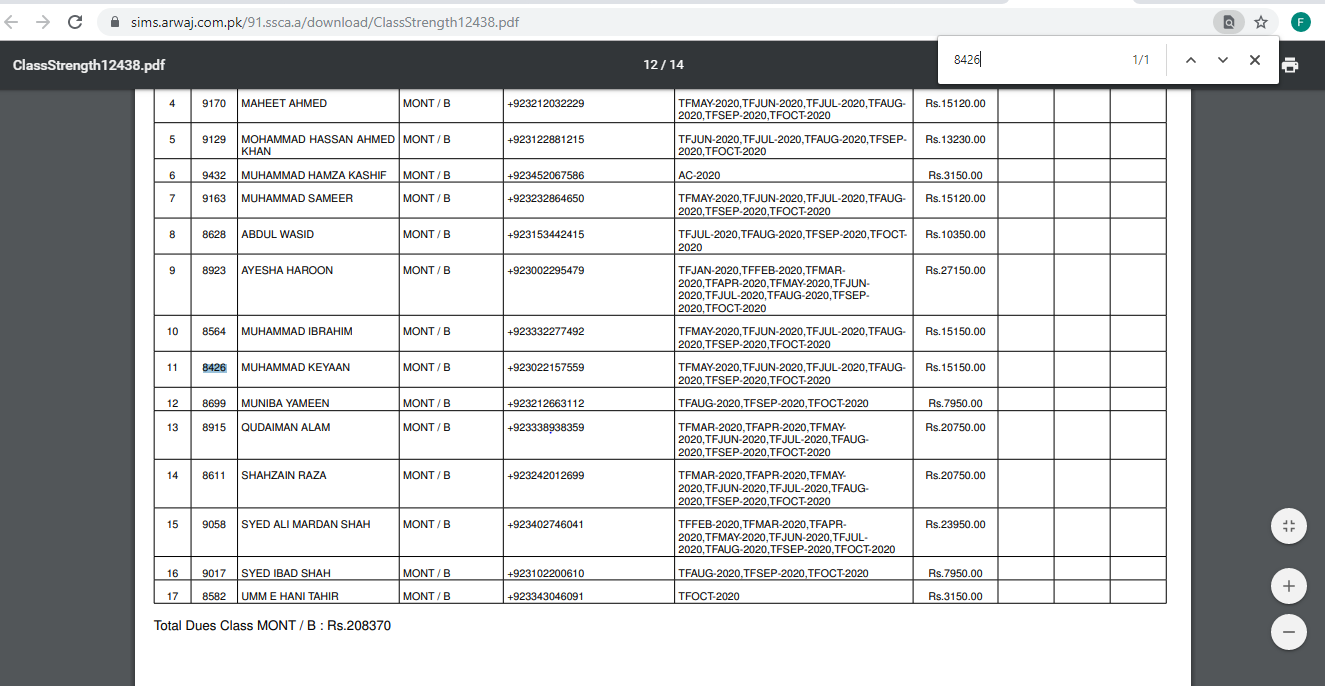 sims.arwaj.com.pk/91.ssca.a/download/ClassStrength12438.pdf
F
ClassStrength12438.pdf
12 / 14
8426
1/1
4 9170 MAHEET AHMED MONT / B +923212032229 TFMAY-2020,TFJUN-2020,TFJUL-2020,TFAUG- Rs.15120.00
2020,TFSEP-2020,TFOCT-2020
5 9129 MOHAMMAD HASSAN AHMED MONT / B +923122881215 TFJUN-2020,TFJUL-2020,TFAUG-2020,TFSEP- Rs.13230.00
KHAN 2020,TFOCT-2020
6 9432 MUHAMMAD HAMZA KASHIF MONT / B +923452067586 AC-2020 Rs.3150.00
7 9163 MUHAMMAD SAMEER MONT / B +923232864650 TFMAY-2020,TFJUN-2020,TFJUL-2020,TFAUG- Rs.15120.00
2020,TFSEP-2020,TFOCT-2020
8 8628 ABDUL WASID MONT / B +923153442415 TFJUL-2020,TFAUG-2020,TFSEP-2020,TFOCT- Rs.10350.00
2020
9 8923 AYESHA HAROON MONT / B +923002295479 TFJAN-2020,TFFEB-2020,TFMAR- Rs.27150.00
2020,TFAPR-2020,TFMAY-2020,TFJUN-
2020,TFJUL-2020,TFAUG-2020,TFSEP-
2020,TFOCT-2020
10 8564 MUHAMMAD IBRAHIM MONT / B +923332277492 TFMAY-2020,TFJUN-2020,TFJUL-2020,TFAUG- Rs.15150.00
2020,TFSEP-2020,TFOCT-2020
11 8426 MUHAMMAD KEYAAN MONT / B +923022157559 TFMAY-2020,TFJUN-2020,TFJUL-2020,TFAUG- Rs.15150.00
2020,TFSEP-2020,TFOCT-2020
12 8699 MUNIBA YAMEEN MONT / B +923212663112 TFAUG-2020,TFSEP-2020,TFOCT-2020 Rs.7950.00
13 8915 QUDAIMAN ALAM MONT / B +923338938359 TFMAR-2020,TFAPR-2020,TFMAY- Rs.20750.00
2020,TFJUN-2020,TFJUL-2020,TFAUG-
2020,TFSEP-2020,TFOCT-2020
14 8611 SHAHZAIN RAZA MONT / B +923242012699 TFMAR-2020,TFAPR-2020,TFMAY- Rs.20750.00
2020,TFJUN-2020,TFJUL-2020,TFAUG-
2020,TFSEP-2020,TFOCT-2020
15 9058 SYED ALI MARDAN SHAH MONT / B +923402746041 TFFEB-2020,TFMAR-2020,TFAPR- Rs.23950.00
2020,TFMAY-2020,TFJUN-2020,TFJUL-
2020,TFAUG-2020,TFSEP-2020,TFOCT-2020
16 9017 SYED IBAD SHAH MONT / B +923102200610 TFAUG-2020,TFSEP-2020,TFOCT-2020 Rs.7950.00
17 8582 UMM E HANI TAHIR MONT / B +923343046091 TFOCT-2020 Rs.3150.00
Total Dues Class MONT / B : Rs.208370